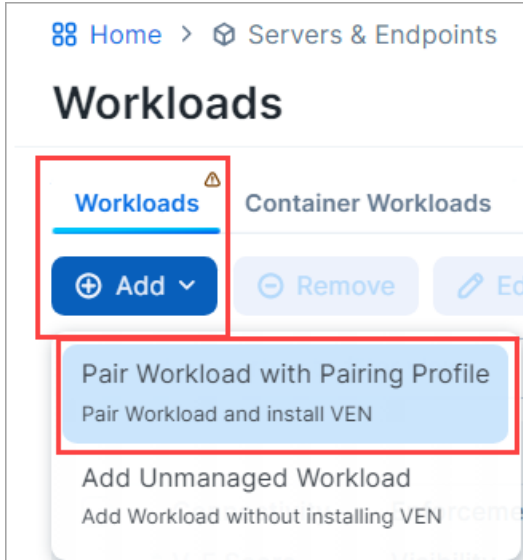 Home > Servers & Endpoints
Workloads
Workloads Container Workloads
Add Remove
Pair Workload with Pairing Profile
Pair Workload and install VEN
Add Unmanaged Workload
Add Workload without installing VEN